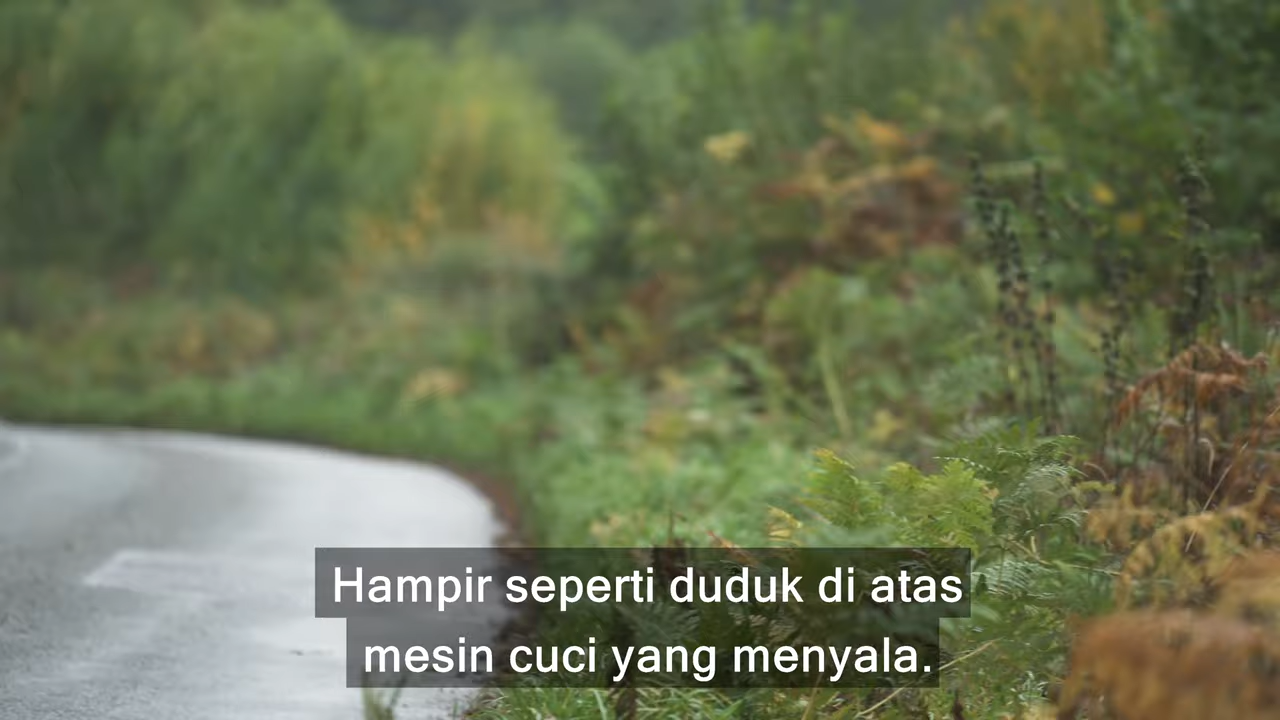 Hampir seperti duduk di atas
mesin cuci yang menyala.